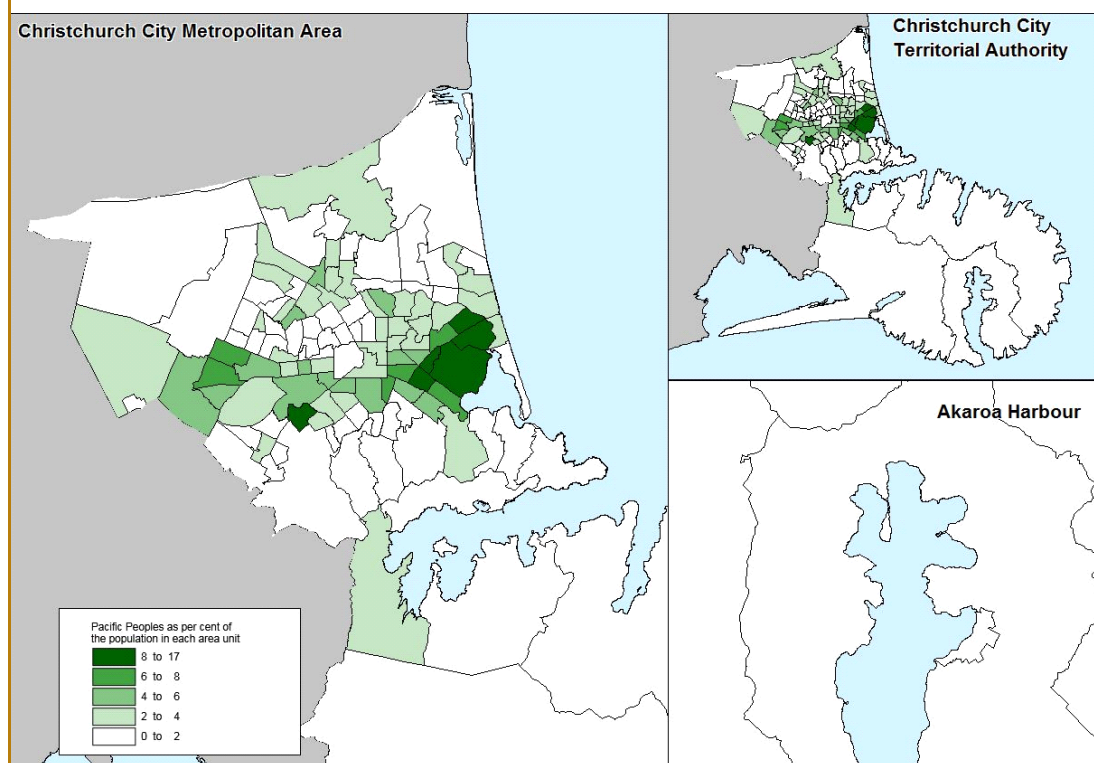 Christchurch City Metropolitan Area
Christchurch City
Territorial Authority
Akaroa Harbour
Pacific Peoples as per cent of
the population in each area unit
8 to 17
6 to 8
4 to 6
2 to 4
0 to 2